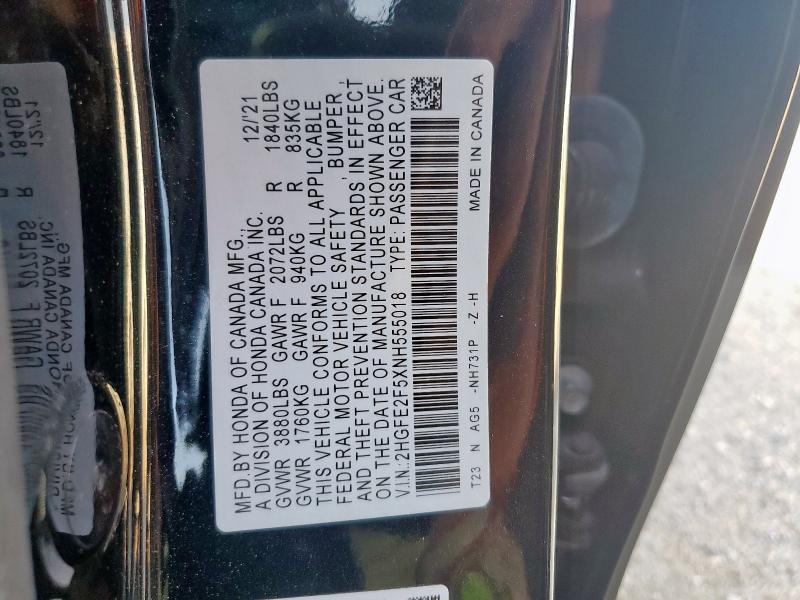 MFD.BY HONDA OF CANADA MFG., 12/'21
A DIVISION OF HONDA CANADA INC.
GVWR 3880LBS GAWR F 2072LBS R 1840LBS
GVWR 1760KG GAWR F 940KG R 835KG
THIS VEHICLE CONFORMS TO ALL APPLICABLE
FEDERAL MOTOR VEHICLE SAFETY , BUMPER,
AND THEFT PREVENTION STANDARDS IN EFFECT
ON THE DATE OF MANUFACTURE SHOWN ABOVE.
V.I.N.:2HGFE2F5XNH555018 TYPE: PASSENGER CAR
T23 N AG5 -NH731P -Z -H MADE IN CANADA